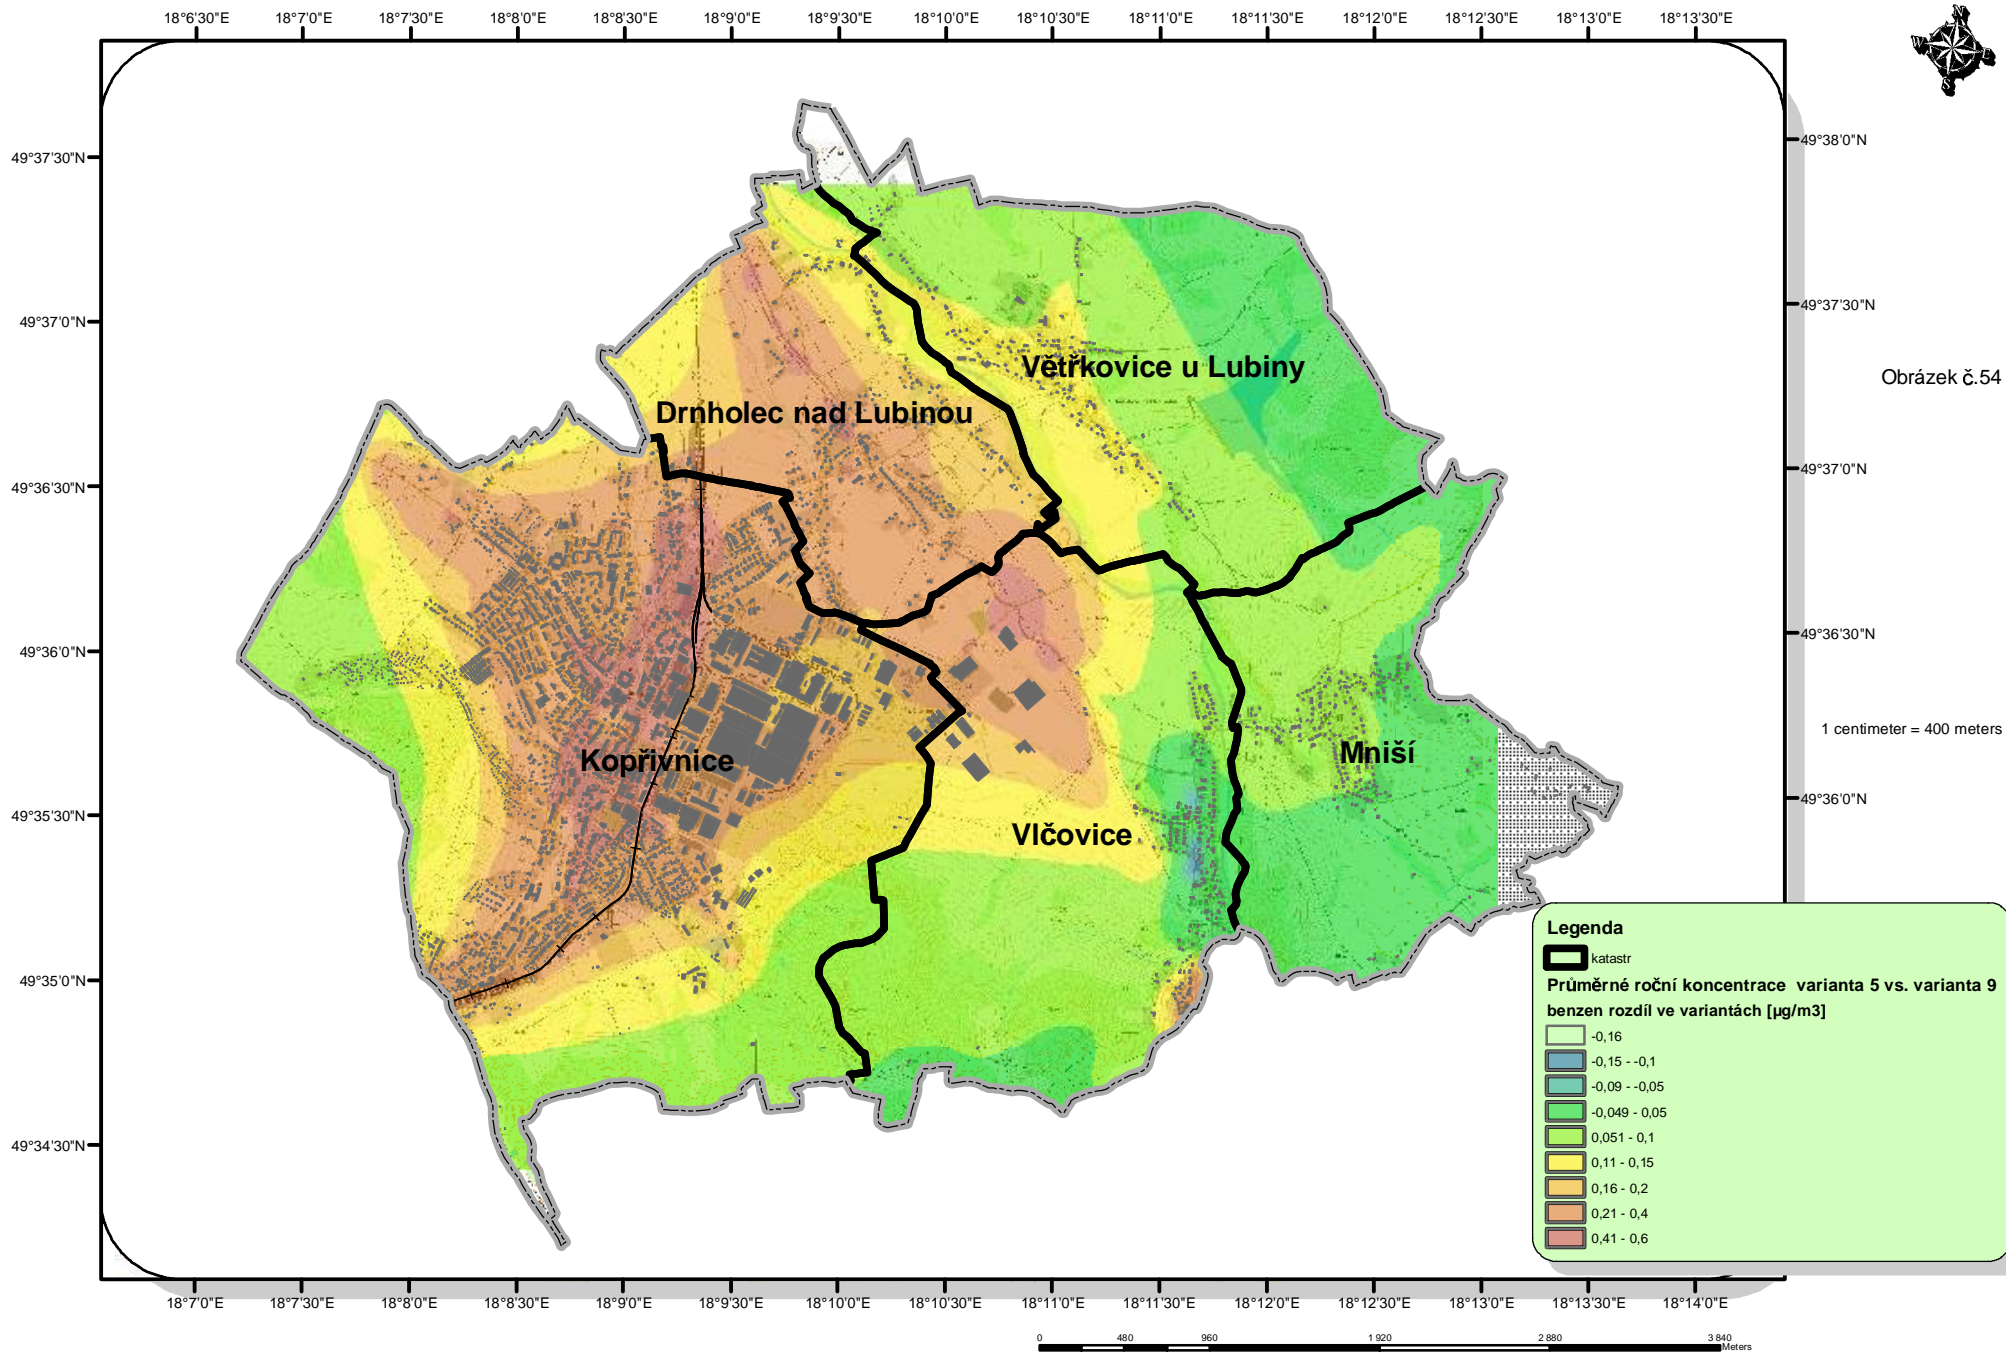 18°6'30"E 18°7'0"E 18°7'30"E 18°8'0"E 18°8'30"E 18°9'0"E 18°9'30"E 18°10'0"E 18°10'30"E 18°11'0"E 18°11'30"E 18°12'0"E 18°12'30"E 18°13'0"E 18°13'30"E
49°37'30"N
49°37'0"N
49°36'30"N
49°36'0"N
49°35'30"N
49°35'0"N
49°34'30"N
49°38'0"N
49°37'30"N
49°37'0"N
49°36'30"N
49°36'0"N
Větřkovice u Lubiny
Drnholec nad Lubinou
Kopřivnice
Mniší
Vlčovice
Obrázek č.54
1 centimeter = 400 meters
Legenda
katastr
Průměrné roční koncentrace varianta 5 vs. varianta 9
benzen rozdíl ve variantách [µg/m3]
-0,16
-0,15 - -0,1
-0,09 - -0,05
-0,049 - 0,05
0,051 - 0,1
0,11 - 0,15
0,16 - 0,2
0,21 - 0,4
0,41 - 0,6
18°7'0"E 18°7'30"E 18°8'0"E 18°8'30"E 18°9'0"E 18°9'30"E 18°10'0"E 18°10'30"E 18°11'0"E 18°11'30"E 18°12'0"E 18°12'30"E 18°13'0"E 18°13'30"E 18°14'0"E
0 480 960 1 920 2 880 3 840
Meters